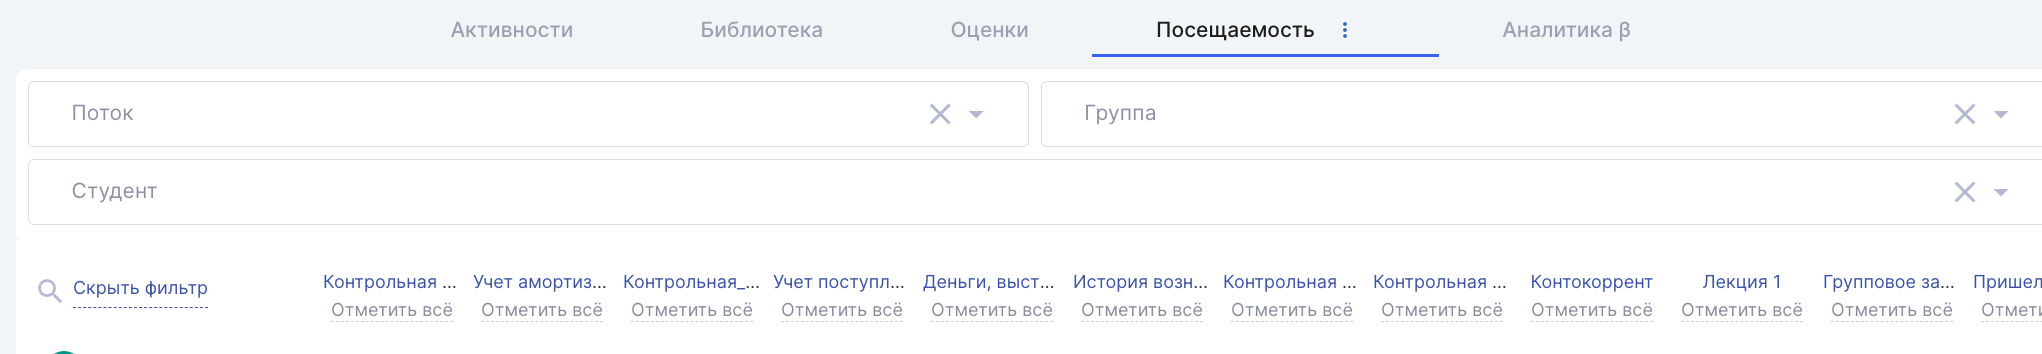 Активности Библиотека Оценки Посещаемость Аналитика β
Поток Группа
Студент
Скрыть фильтр
Контрольная ... Учет амортиз... Контрольная_... Учет поступл... Деньги, выст... История возн... Контрольная ... Контрольная ... Контокоррент Лекция 1 Групповое за... Пришел
Отметить всё Отметить всё Отметить всё Отметить всё Отметить всё Отметить всё Отметить всё Отметить всё Отметить всё Отметить всё Отметить всё Отмети